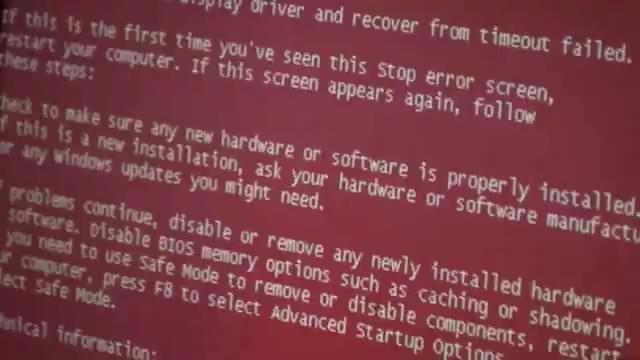 display driver and recover from timeout failed.
If this is the first time you've seen this Stop error screen,
restart your computer. If this screen appears again, follow
these steps:
heck to make sure any new hardware or software is properly installed.
f this is a new installation, ask your hardware or software manufactu
or any Windows updates you might need.
problems continue, disable or remove any newly installed hardware
software. Disable BIOS memory options such as caching or shadowing.
you need to use Safe Mode to remove or disable components, restart
ur computer, press F8 to select Advanced Startup Options
lect Safe Mode.
hnical information: